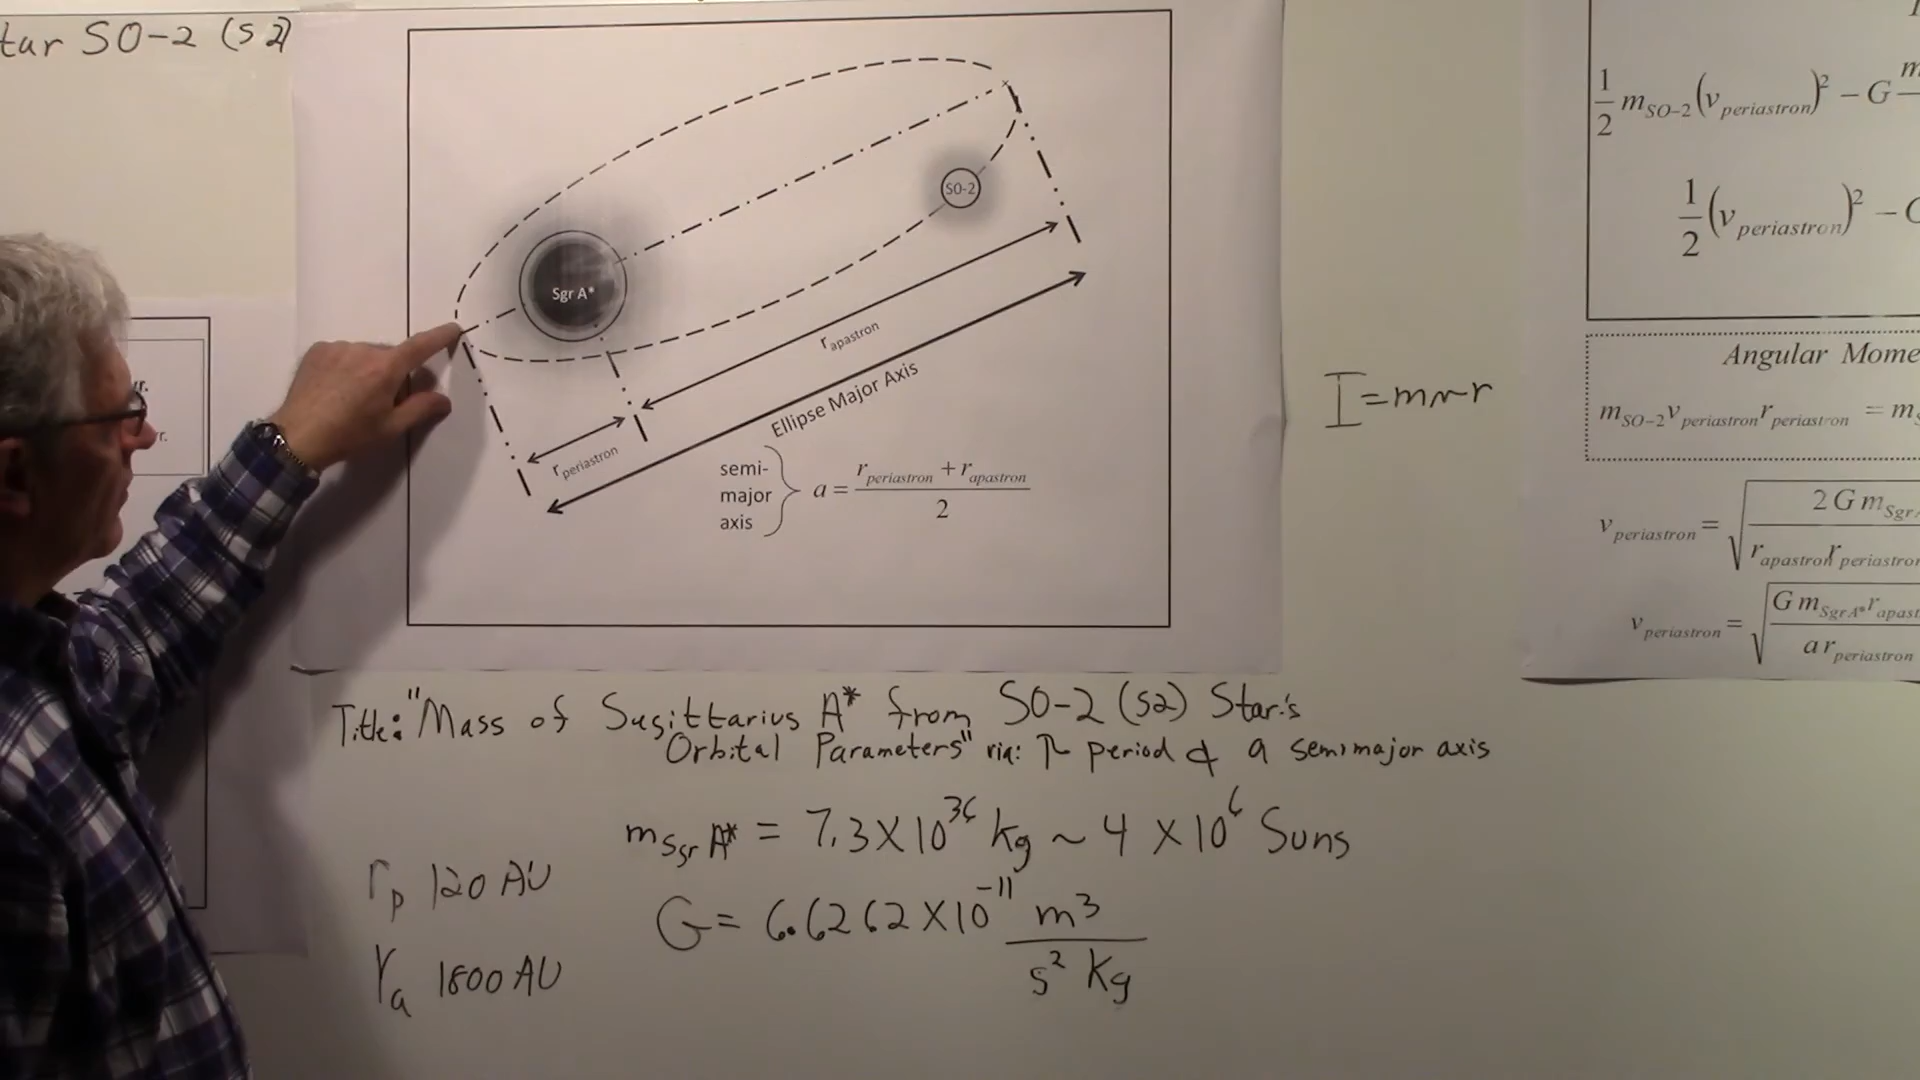 tar SO-2 (S2)
SO-2
Sgr A*
r apastron
Ellipse Major Axis
r periastron
semi-
major
axis
a = r periastron + r apastron
2
yr.
yr.
I = mvr
1/2 m SO-2 (v periastron)² − G m
1/2 (v periastron)² − G
Angular Mome
m SO-2 v periastron r periastron = m S
v periastron = √ 2 G m SgrA
r apastron r periastron
v periastron = √ G m SgrA* r apast
a r periastron
Title: "Mass of Sagittarius A* from SO-2 (S2) Star's
Orbital Parameters" via: T period & a semimajor axis
m Sgr A* = 7.3 X 10^36 kg ~ 4 X 10^6 Suns
G = 6.6262 X 10^-11 m³
s² Kg
r p 120 AU
r a 1800 AU